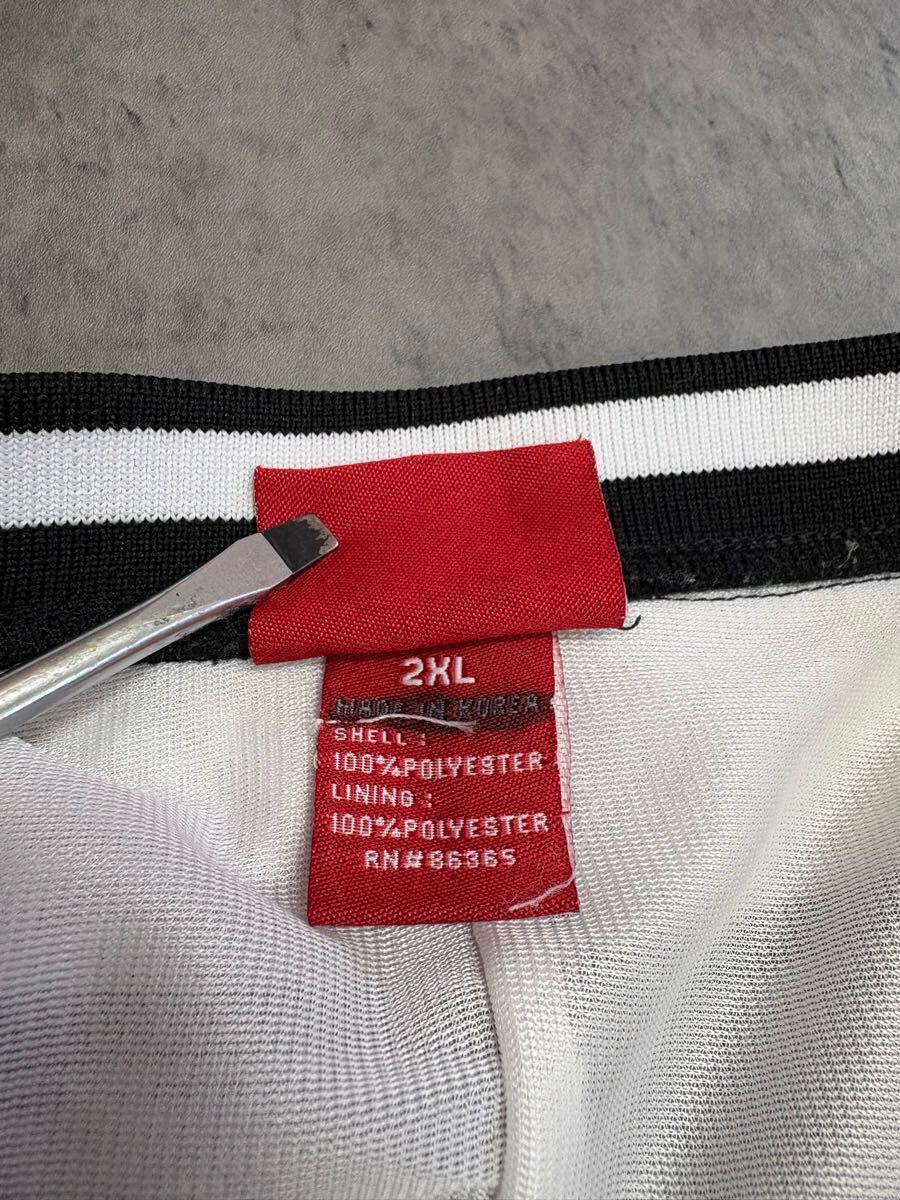 2XL
MADE IN KOREA
SHELL :
100%POLYESTER
LINING :
100%POLYESTER
RN#86365